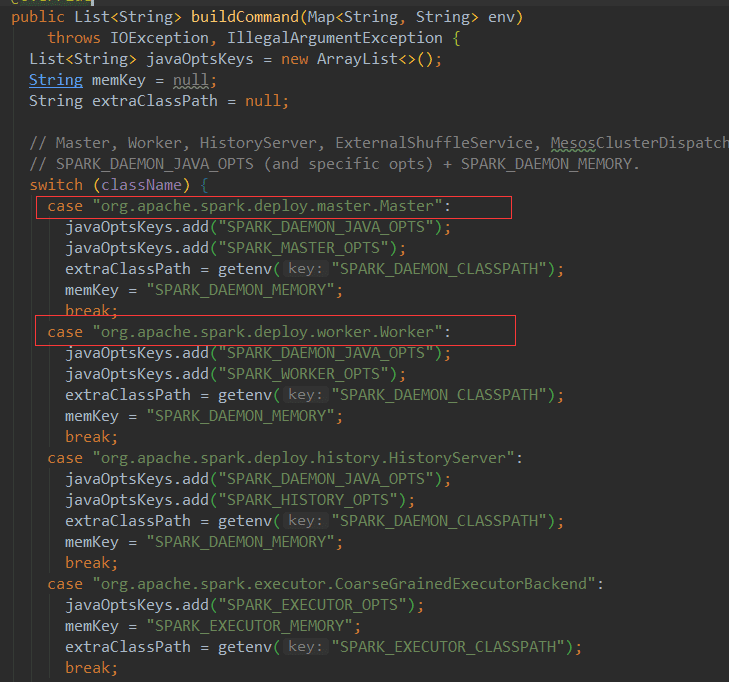 public List<String> buildCommand(Map<String, String> env)
throws IOException, IllegalArgumentException {
List<String> javaOptsKeys = new ArrayList<>();
String memKey = null;
String extraClassPath = null;
// Master, Worker, HistoryServer, ExternalShuffleService, MesosClusterDispatch
// SPARK_DAEMON_JAVA_OPTS (and specific opts) + SPARK_DAEMON_MEMORY.
switch (className) {
case "org.apache.spark.deploy.master.Master":
javaOptsKeys.add("SPARK_DAEMON_JAVA_OPTS");
javaOptsKeys.add("SPARK_MASTER_OPTS");
extraClassPath = getenv( key: "SPARK_DAEMON_CLASSPATH");
memKey = "SPARK_DAEMON_MEMORY";
break;
case "org.apache.spark.deploy.worker.Worker":
javaOptsKeys.add("SPARK_DAEMON_JAVA_OPTS");
javaOptsKeys.add("SPARK_WORKER_OPTS");
extraClassPath = getenv( key: "SPARK_DAEMON_CLASSPATH");
memKey = "SPARK_DAEMON_MEMORY";
break;
case "org.apache.spark.deploy.history.HistoryServer":
javaOptsKeys.add("SPARK_DAEMON_JAVA_OPTS");
javaOptsKeys.add("SPARK_HISTORY_OPTS");
extraClassPath = getenv( key: "SPARK_DAEMON_CLASSPATH");
memKey = "SPARK_DAEMON_MEMORY";
break;
case "org.apache.spark.executor.CoarseGrainedExecutorBackend":
javaOptsKeys.add("SPARK_EXECUTOR_OPTS");
memKey = "SPARK_EXECUTOR_MEMORY";
extraClassPath = getenv( key: "SPARK_EXECUTOR_CLASSPATH");
break;